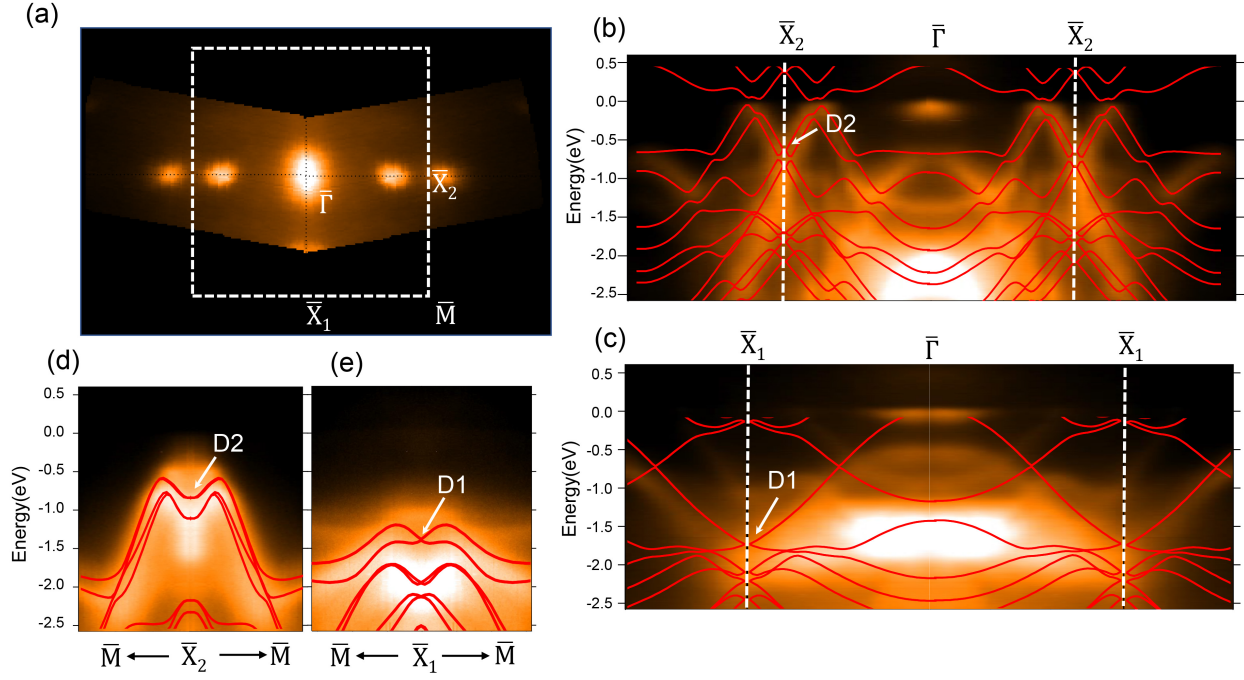 (a)
Γ̅
X̅₂
X̅₁
M̅
(b)
X̅₂
Γ̅
X̅₂
Energy(eV)
0.5
0.0
-0.5
-1.0
-1.5
-2.0
-2.5
D2
(c)
X̅₁
Γ̅
X̅₁
Energy(eV)
0.5
0.0
-0.5
-1.0
-1.5
-2.0
-2.5
D1
(d)
Energy(eV)
0.5
0.0
-0.5
-1.0
-1.5
-2.0
-2.5
D2
M̅ ← X̅₂ → M̅
(e)
D1
M̅ ← X̅₁ → M̅